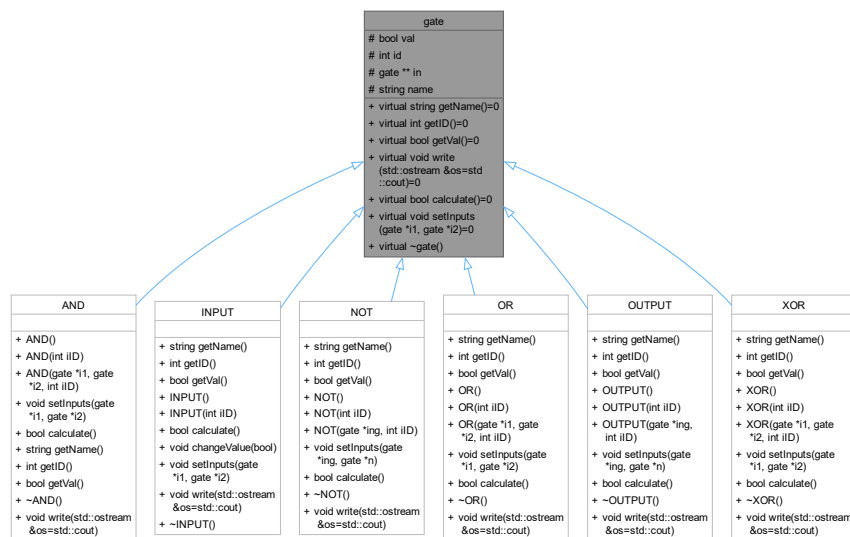 gate
# bool val
# int id
# gate ** in
# string name
+ virtual string getName()=0
+ virtual int getID()=0
+ virtual bool getVal()=0
+ virtual void write
(std::ostream &os=std
::cout)=0
+ virtual bool calculate()=0
+ virtual void setInputs
(gate *i1, gate *i2)=0
+ virtual ~gate()
AND
+ AND()
+ AND(int iID)
+ AND(gate *i1, gate
*i2, int iID)
+ void setInputs(gate
*i1, gate *i2)
+ bool calculate()
+ string getName()
+ int getID()
+ bool getVal()
+ ~AND()
+ void write(std::ostream
&os=std::cout)
INPUT
+ string getName()
+ int getID()
+ bool getVal()
+ INPUT()
+ INPUT(int iID)
+ bool calculate()
+ void changeValue(bool)
+ void setInputs(gate
*i1, gate *i2)
+ void write(std::ostream
&os=std::cout)
+ ~INPUT()
NOT
+ string getName()
+ int getID()
+ bool getVal()
+ NOT()
+ NOT(int iID)
+ NOT(gate *ing, int iID)
+ void setInputs(gate
*ing, gate *n)
+ bool calculate()
+ ~NOT()
+ void write(std::ostream
&os=std::cout)
OR
+ string getName()
+ int getID()
+ bool getVal()
+ OR()
+ OR(int iID)
+ OR(gate *i1, gate
*i2, int iID)
+ void setInputs(gate
*i1, gate *i2)
+ bool calculate()
+ ~OR()
+ void write(std::ostream
&os=std::cout)
OUTPUT
+ string getName()
+ int getID()
+ bool getVal()
+ OUTPUT()
+ OUTPUT(int iID)
+ OUTPUT(gate *ing,
int iID)
+ void setInputs(gate
*ing, gate *n)
+ bool calculate()
+ ~OUTPUT()
+ void write(std::ostream
&os=std::cout)
XOR
+ string getName()
+ int getID()
+ bool getVal()
+ XOR()
+ XOR(int iID)
+ XOR(gate *i1, gate
*i2, int iID)
+ void setInputs(gate
*i1, gate *i2)
+ bool calculate()
+ ~XOR()
+ void write(std::ostream
&os=std::cout)